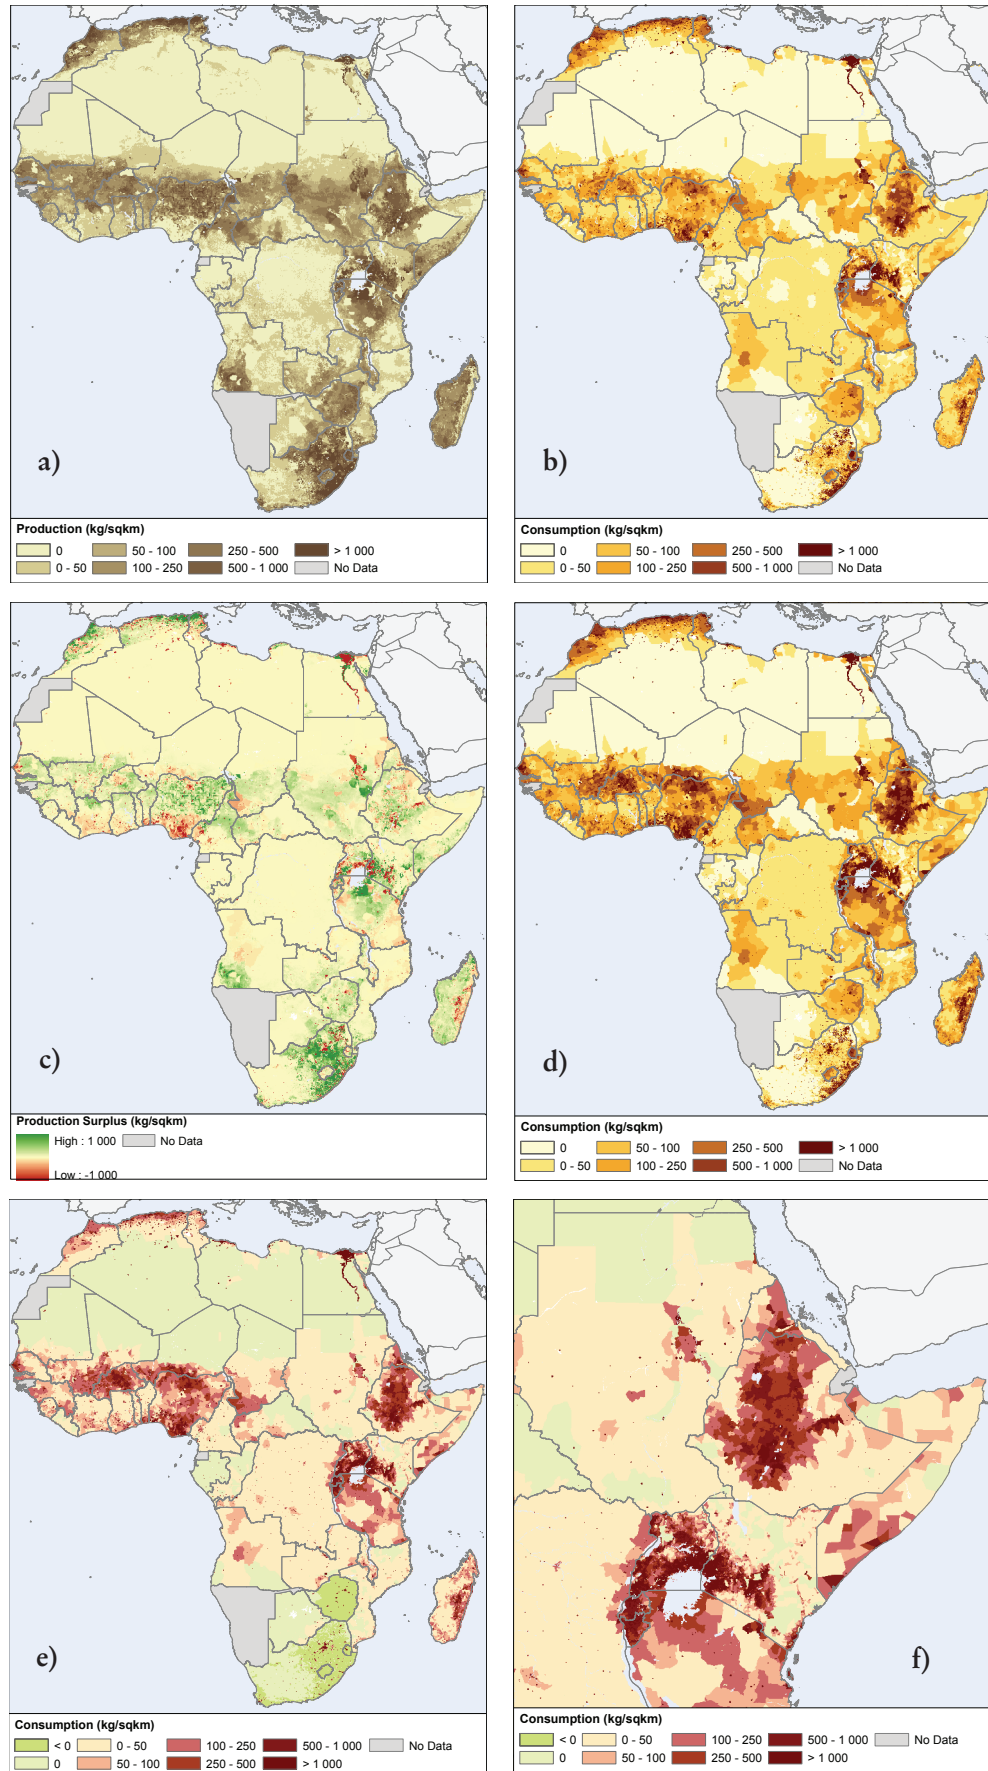 a)
Production (kg/sqkm)
0 50 - 100 250 - 500 > 1 000
0 - 50 100 - 250 500 - 1 000 No Data
b)
Consumption (kg/sqkm)
0 50 - 100 250 - 500 > 1 000
0 - 50 100 - 250 500 - 1 000 No Data
c)
Production Surplus (kg/sqkm)
High : 1 000 No Data
Low : -1 000
d)
Consumption (kg/sqkm)
0 50 - 100 250 - 500 > 1 000
0 - 50 100 - 250 500 - 1 000 No Data
e)
Consumption (kg/sqkm)
< 0 0 - 50 100 - 250 500 - 1 000 No Data
0 50 - 100 250 - 500 > 1 000
f)
Consumption (kg/sqkm)
< 0 0 - 50 100 - 250 500 - 1 000 No Data
0 50 - 100 250 - 500 > 1 000